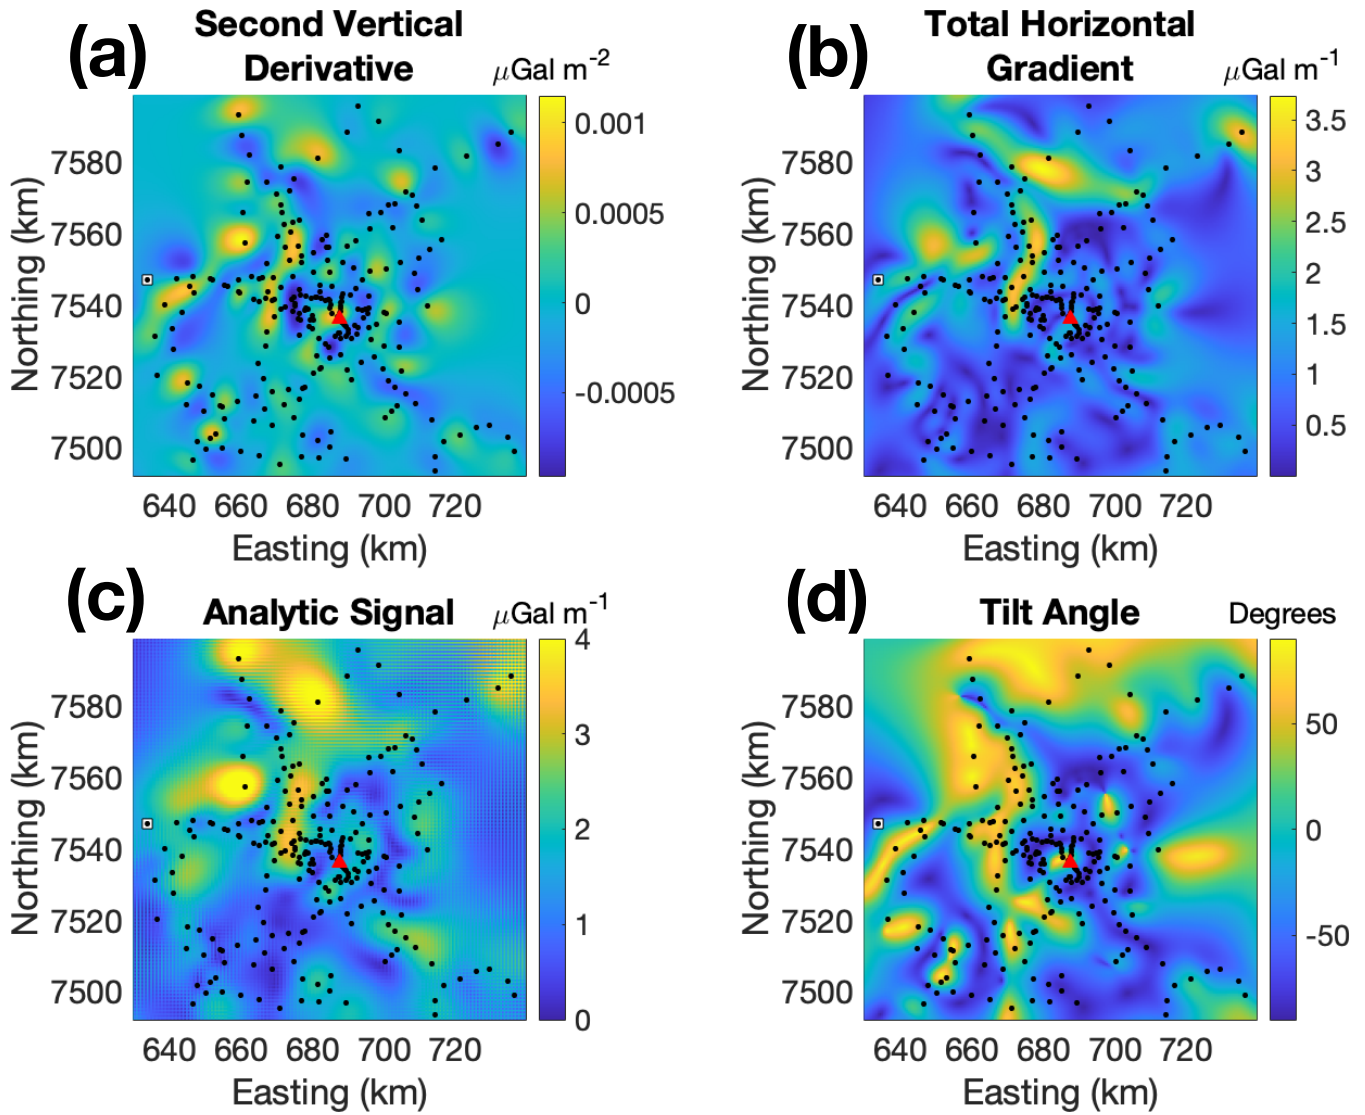 (a)
Second Vertical
Derivative
μGal m-2
0.001
0.0005
0
-0.0005
7580
7560
7540
7520
7500
Northing (km)
640 660 680 700 720
Easting (km)
(b)
Total Horizontal
Gradient
μGal m-1
3.5
3
2.5
2
1.5
1
0.5
7580
7560
7540
7520
7500
Northing (km)
640 660 680 700 720
Easting (km)
(c)
Analytic Signal
μGal m-1
4
3
2
1
0
7580
7560
7540
7520
7500
Northing (km)
640 660 680 700 720
Easting (km)
(d)
Tilt Angle
Degrees
50
0
-50
7580
7560
7540
7520
7500
Northing (km)
640 660 680 700 720
Easting (km)